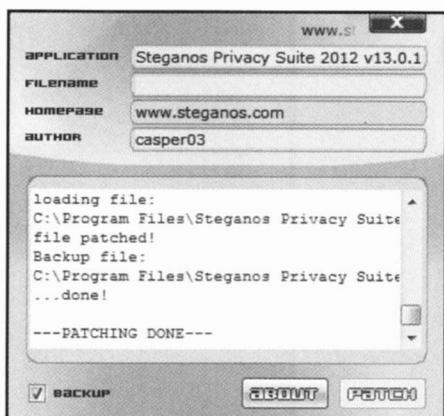 www.st
X
APPLICATION Steganos Privacy Suite 2012 v13.0.1
FILENAME
HOMEPAGE www.steganos.com
AUTHOR casper03
loading file:
C:\Program Files\Steganos Privacy Suite
file patched!
Backup file:
C:\Program Files\Steganos Privacy Suite
...done!
---PATCHING DONE---
BACKUP ABOUT PATCH